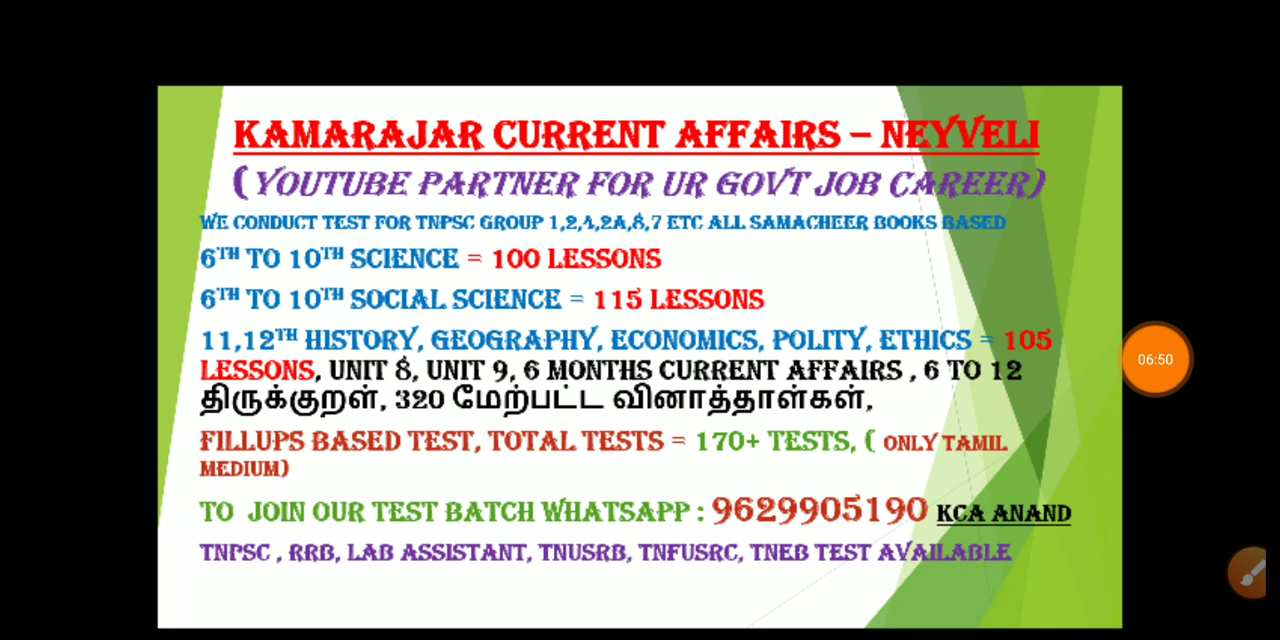 KAMARAJAR CURRENT AFFAIRS – NEYVELI
( YOUTUBE PARTNER FOR UR GOVT JOB CAREER)
WE CONDUCT TEST FOR TNPSC GROUP 1,2,4,2A,8,7 ETC ALL SAMACHEER BOOKS BASED
6TH TO 10TH SCIENCE = 100 LESSONS
6TH TO 10TH SOCIAL SCIENCE = 115 LESSONS
11,12TH HISTORY, GEOGRAPHY, ECONOMICS, POLITY, ETHICS = 105
LESSONS, UNIT 8, UNIT 9, 6 MONTHS CURRENT AFFAIRS , 6 TO 12
திருக்குறள், 320 மேற்பட்ட வினாத்தாள்கள்,
FILLUPS BASED TEST, TOTAL TESTS = 170+ TESTS, ( ONLY TAMIL
MEDIUM)
TO JOIN OUR TEST BATCH WHATSAPP : 9629905190 KCA ANAND
TNPSC , RRB, LAB ASSISTANT, TNUSRB, TNFUSRC, TNEB TEST AVAILABLE
06:50